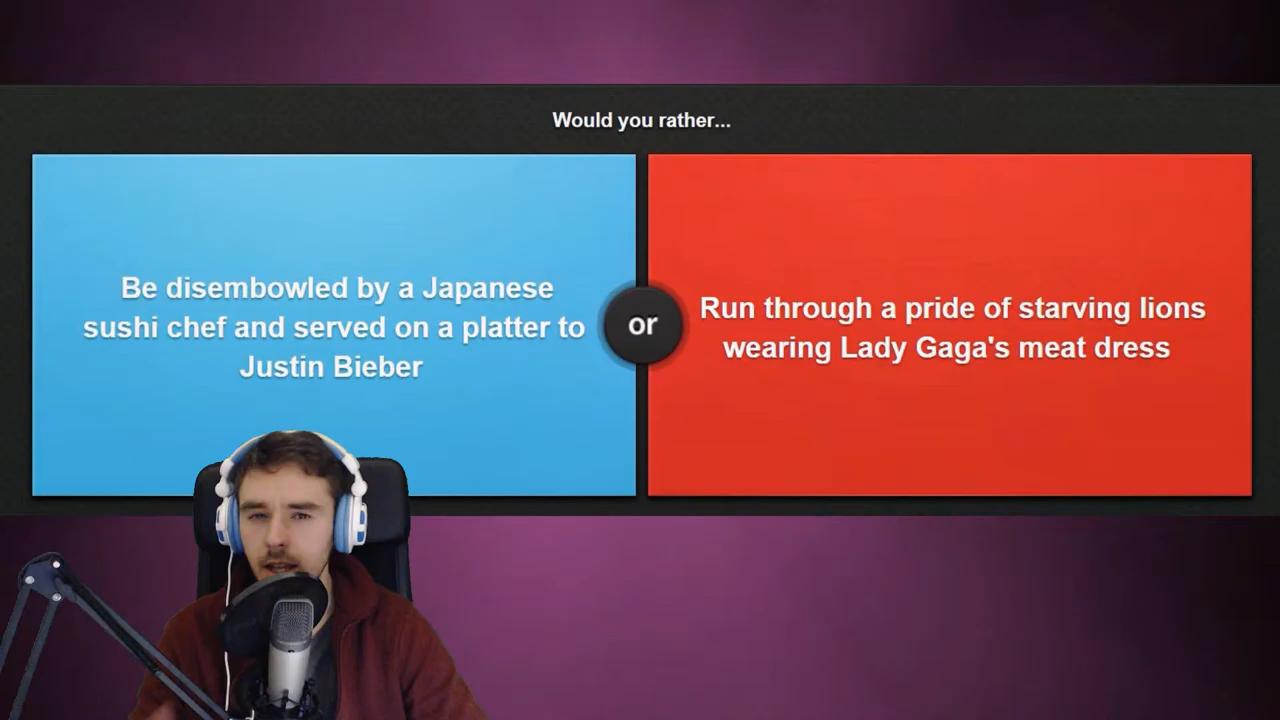 Would you rather...
Be disembowled by a Japanese
sushi chef and served on a platter to
Justin Bieber
or
Run through a pride of starving lions
wearing Lady Gaga's meat dress